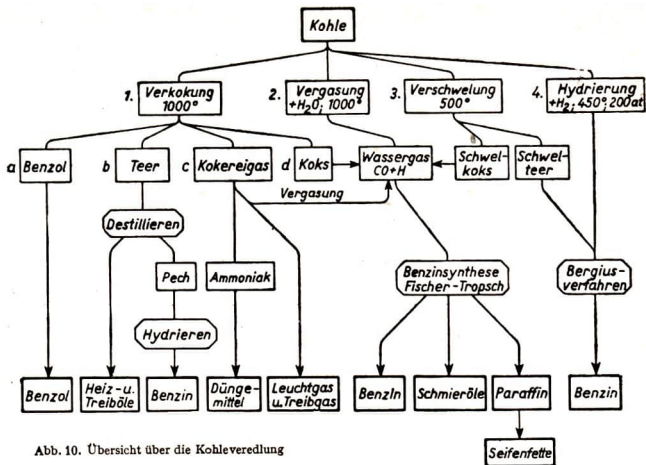 Kohle
1. Verkokung
1000°
2. Vergasung
+H₂O; 1000°
3. Verschwelung
500°
4. Hydrierung
+H₂; 450°, 200at
a Benzol
b Teer
c Kokereigas
d Koks
Wassergas
CO+H
Schwel-
koks
Schwel-
teer
Vergasung
Destillieren
Pech
Ammoniak
Benzinsynthese
Fischer-Tropsch
Bergius-
verfahren
Hydrieren
Benzol
Heiz-u.
Treiböle
Benzin
Dünge-
mittel
Leuchtgas
u. Treibgas
BenzIn
Schmieröle
Paraffin
Benzin
Seifenfette
Abb. 10. Übersicht über die Kohleveredlung